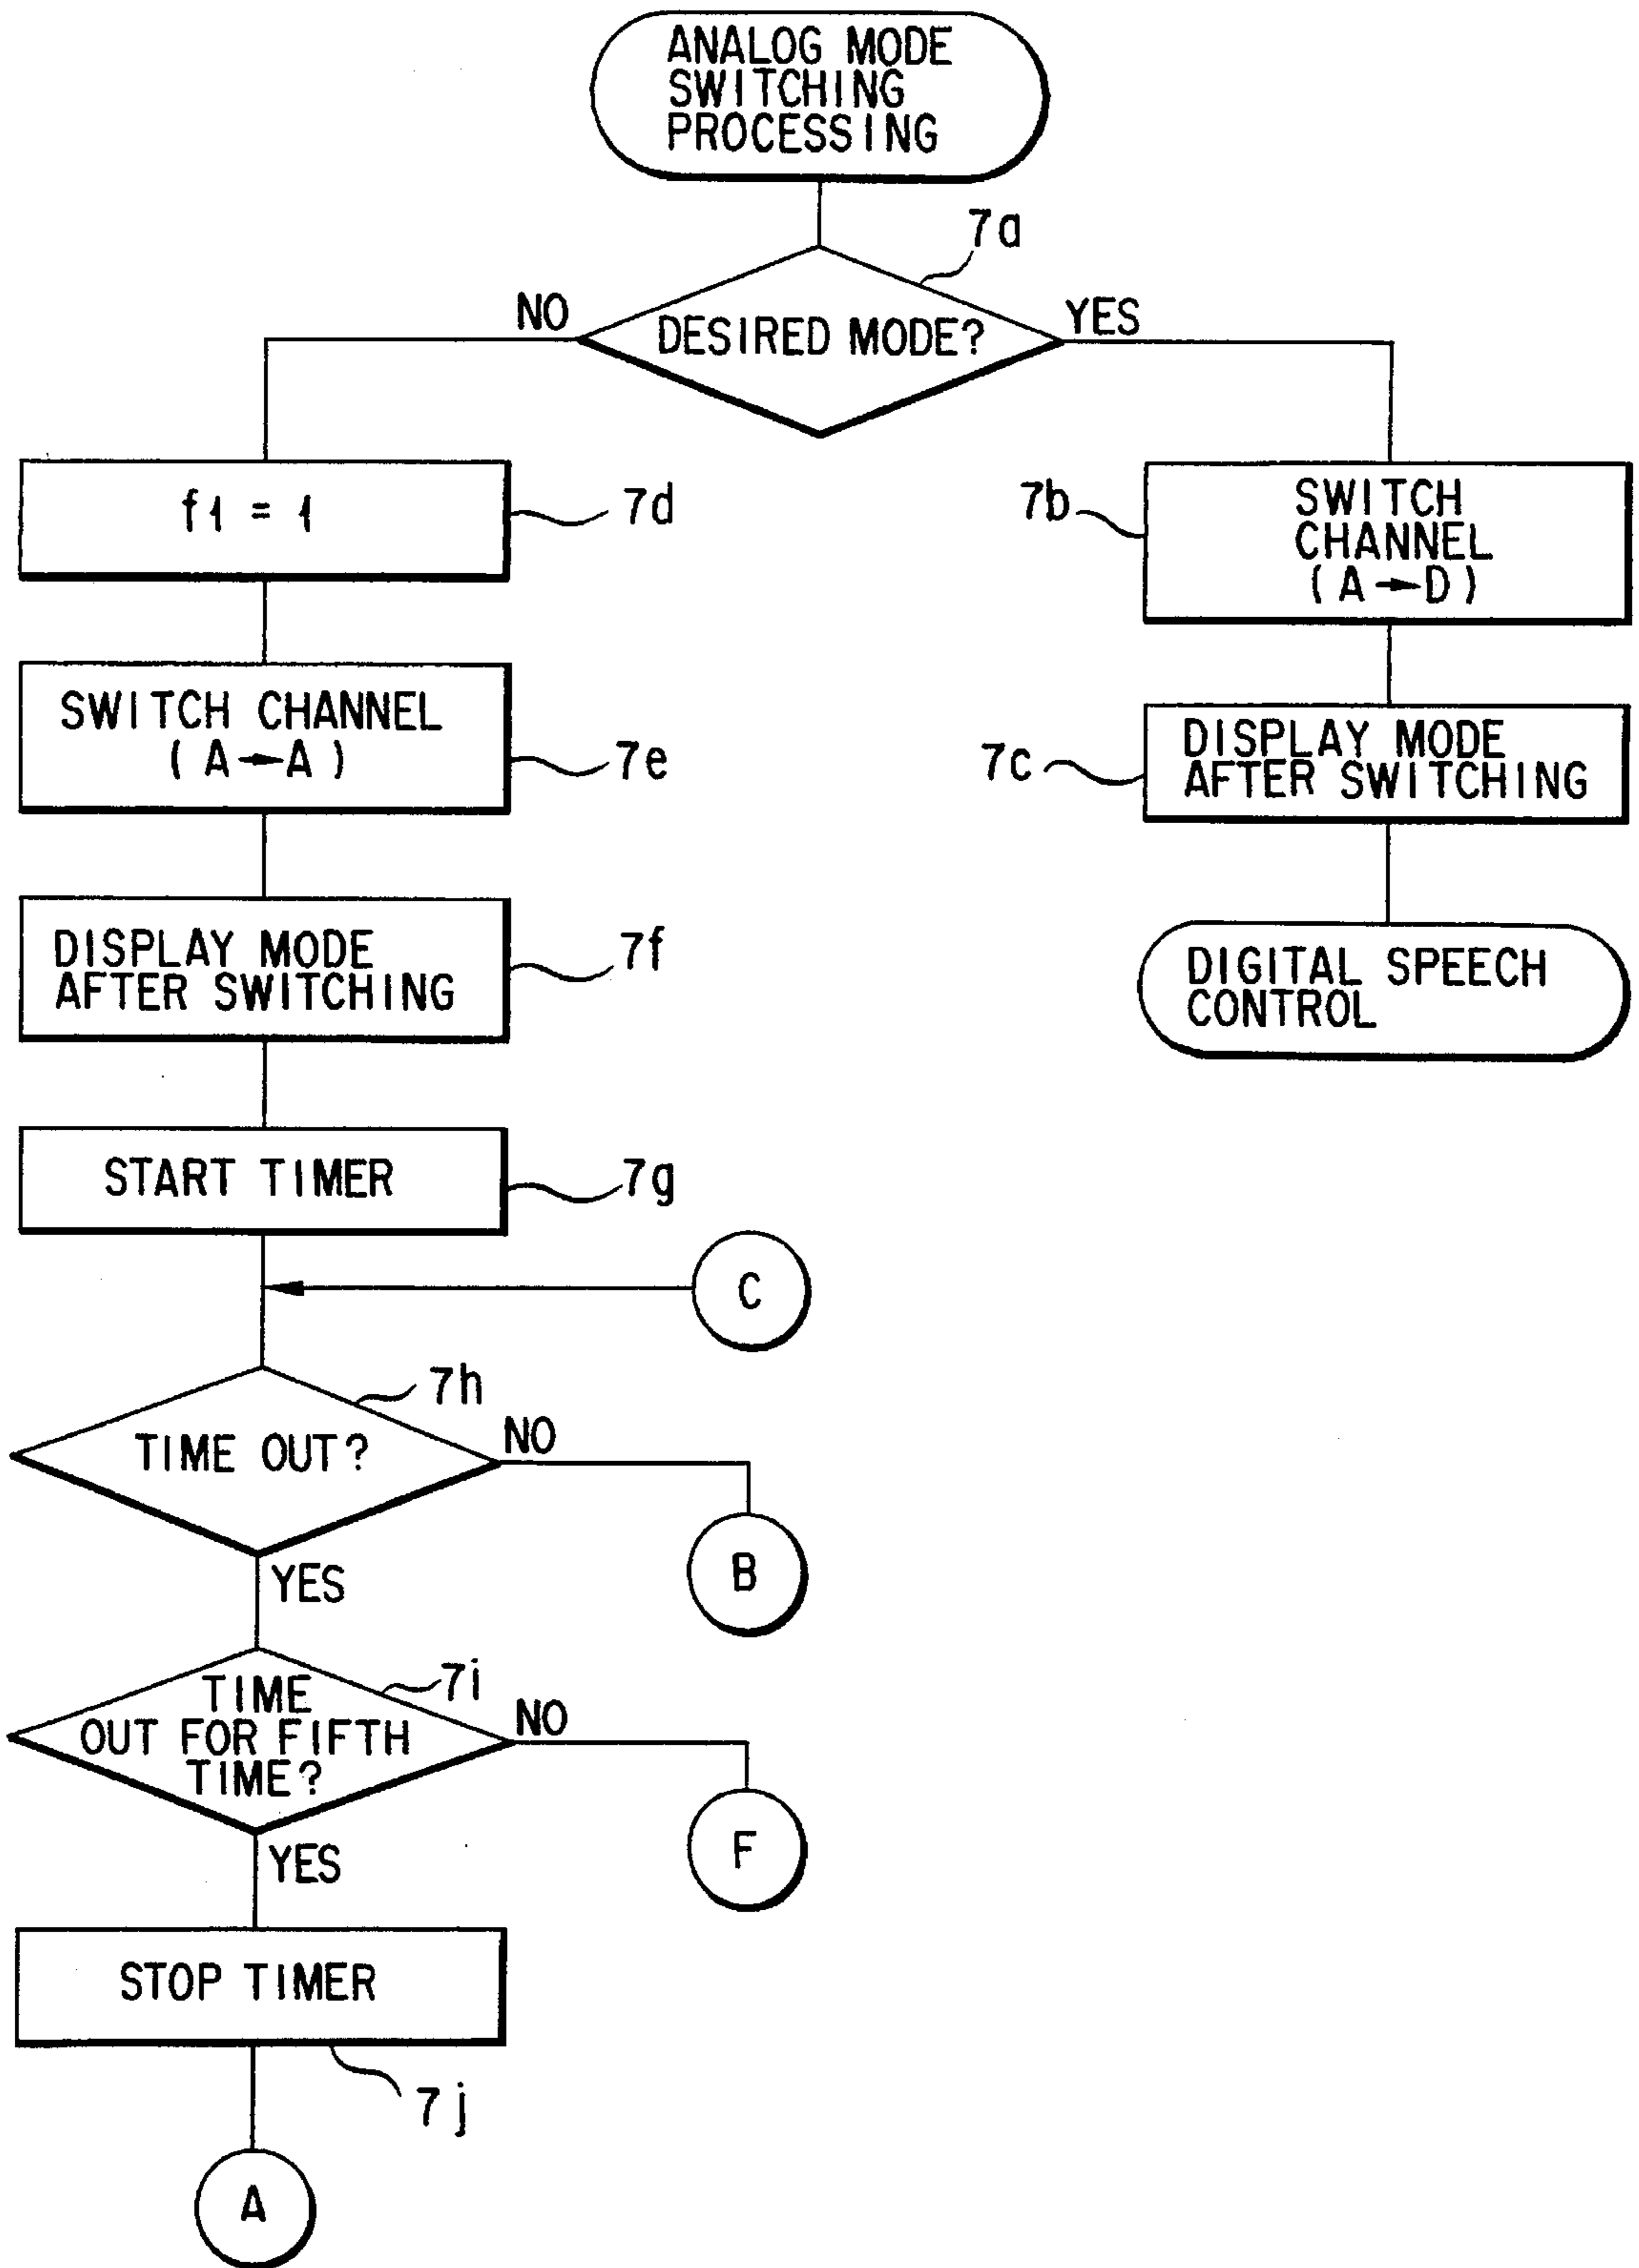 ANALOG MODE
SWITCHING
PROCESSING
7a
NO
DESIRED MODE?
YES
f1 = 1
7d
7b
SWITCH
CHANNEL
(A→D)
SWITCH CHANNEL
(A→A)
7e
7c
DISPLAY MODE
AFTER SWITCHING
DISPLAY MODE
AFTER SWITCHING
7f
DIGITAL SPEECH
CONTROL
START TIMER
7g
C
7h
TIME OUT?
NO
B
YES
7i
TIME
OUT FOR FIFTH
TIME?
NO
F
YES
STOP TIMER
7j
A